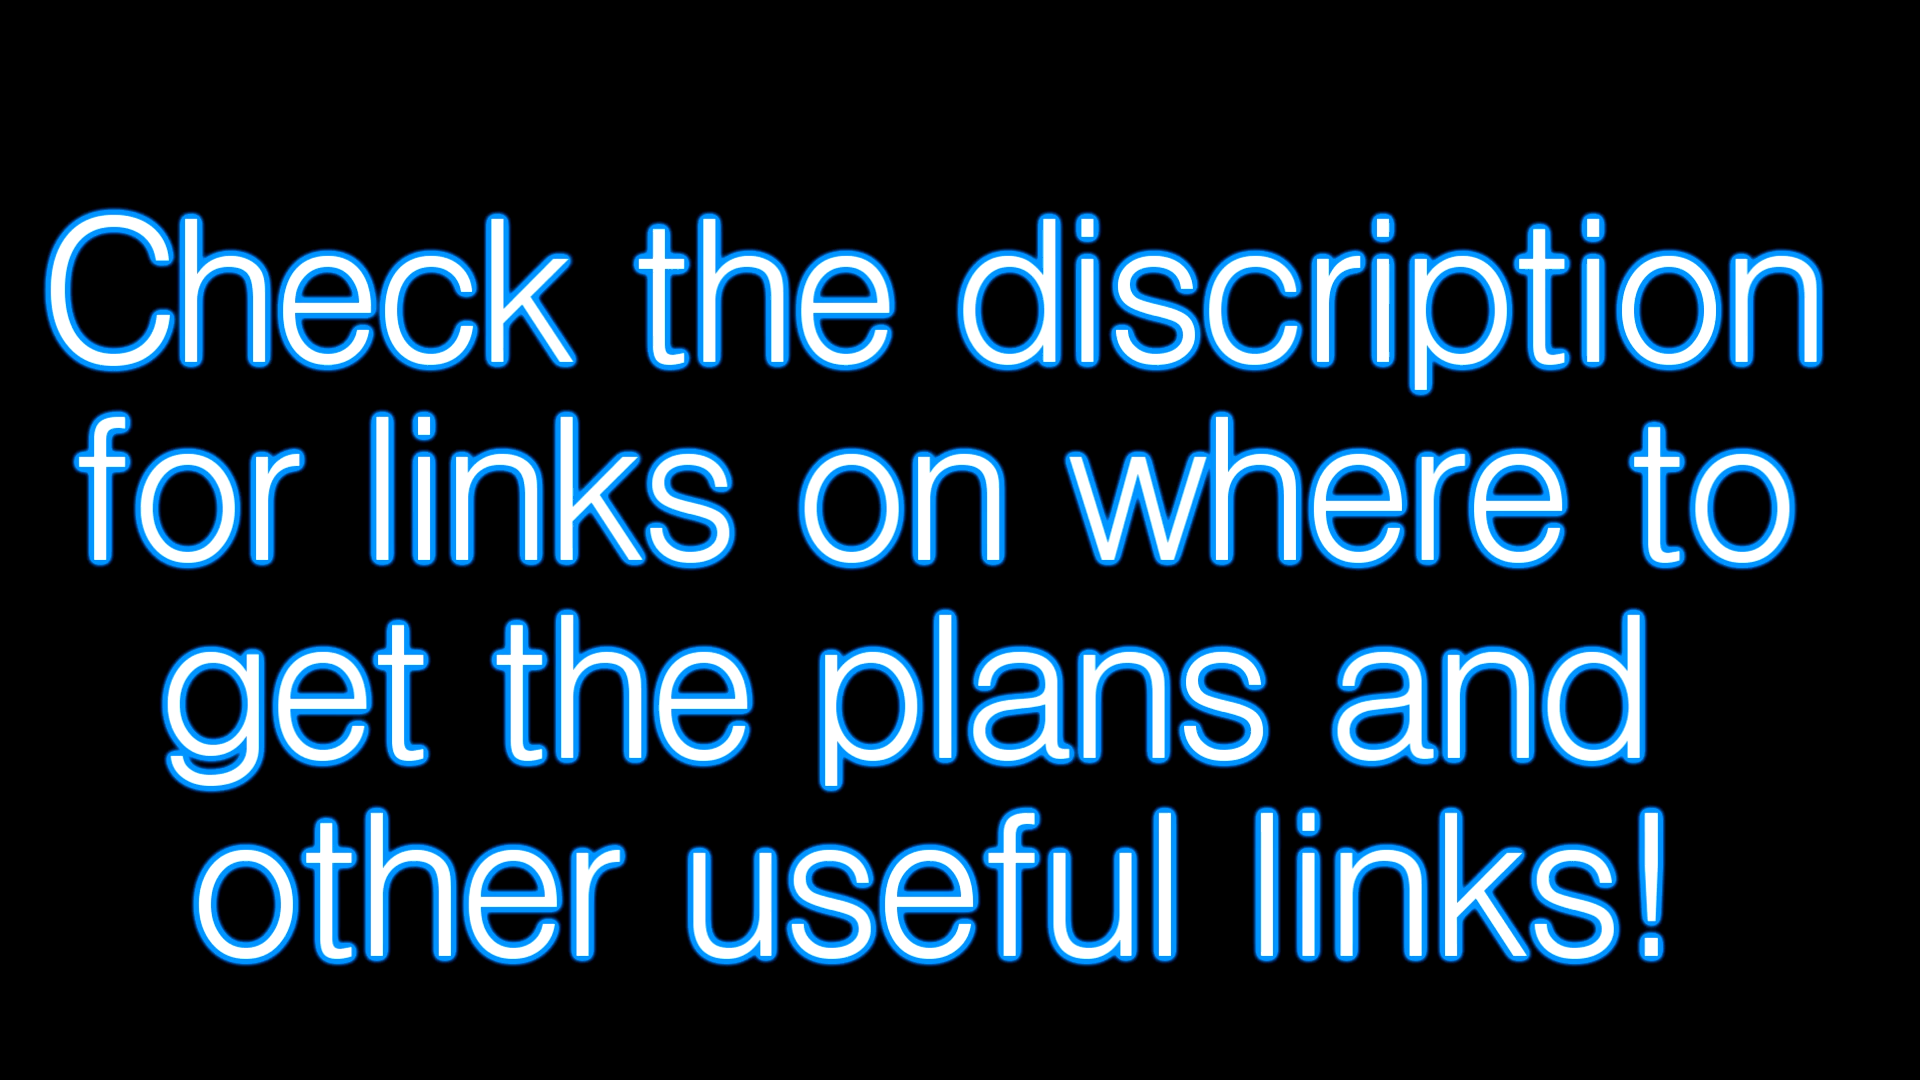 Check the discription
for links on where to
get the plans and
other useful links!